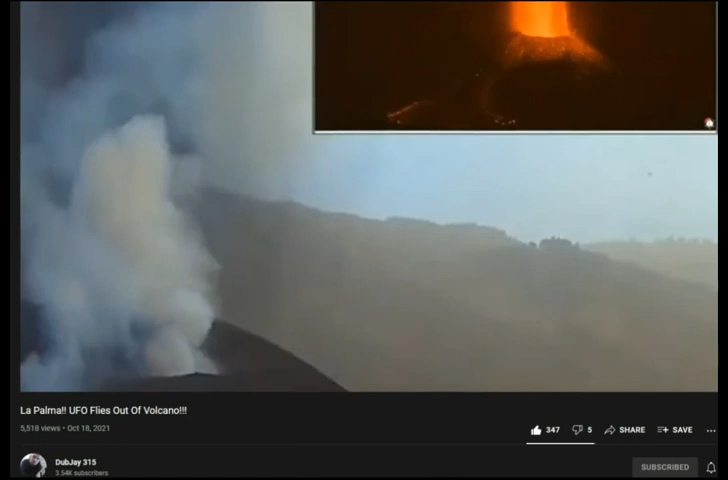 La Palma!! UFO Flies Out Of Volcano!!!
5,518 views • Oct 18, 2021
347 5 SHARE SAVE
DubJay 315
3.54K subscribers
SUBSCRIBED